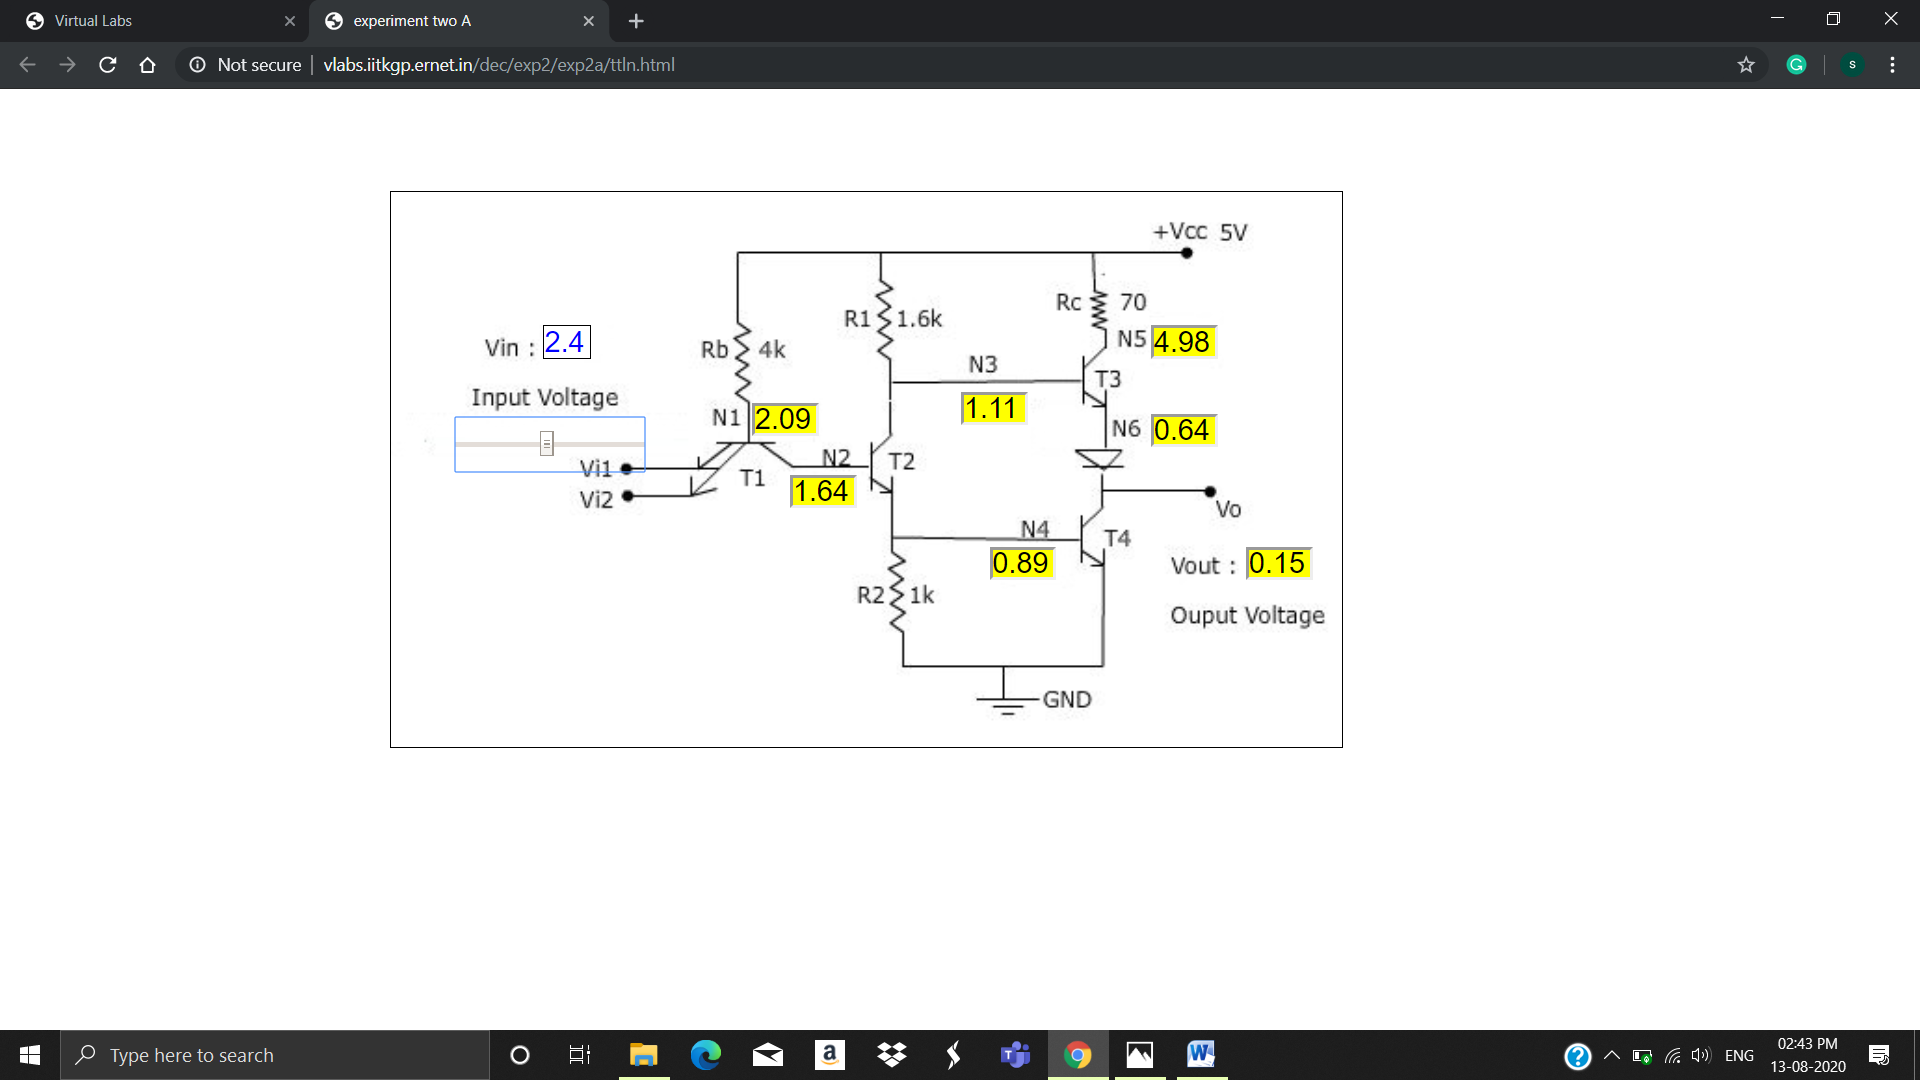 Virtual Labs
experiment two A
Not secure | vlabs.iitkgp.ernet.in/dec/exp2/exp2a/ttln.html
S
+Vcc 5V
Rc 70
R1 1.6k
Vin : 2.4
N5 4.98
Rb 4k
N3
T3
Input Voltage
1.11
N1 2.09
N6 0.64
N2
T2
Vi1
T1
1.64
Vi2
Vo
N4
T4
0.89
Vout : 0.15
R2 1k
Ouput Voltage
GND
Type here to search
ENG
02:43 PM
13-08-2020